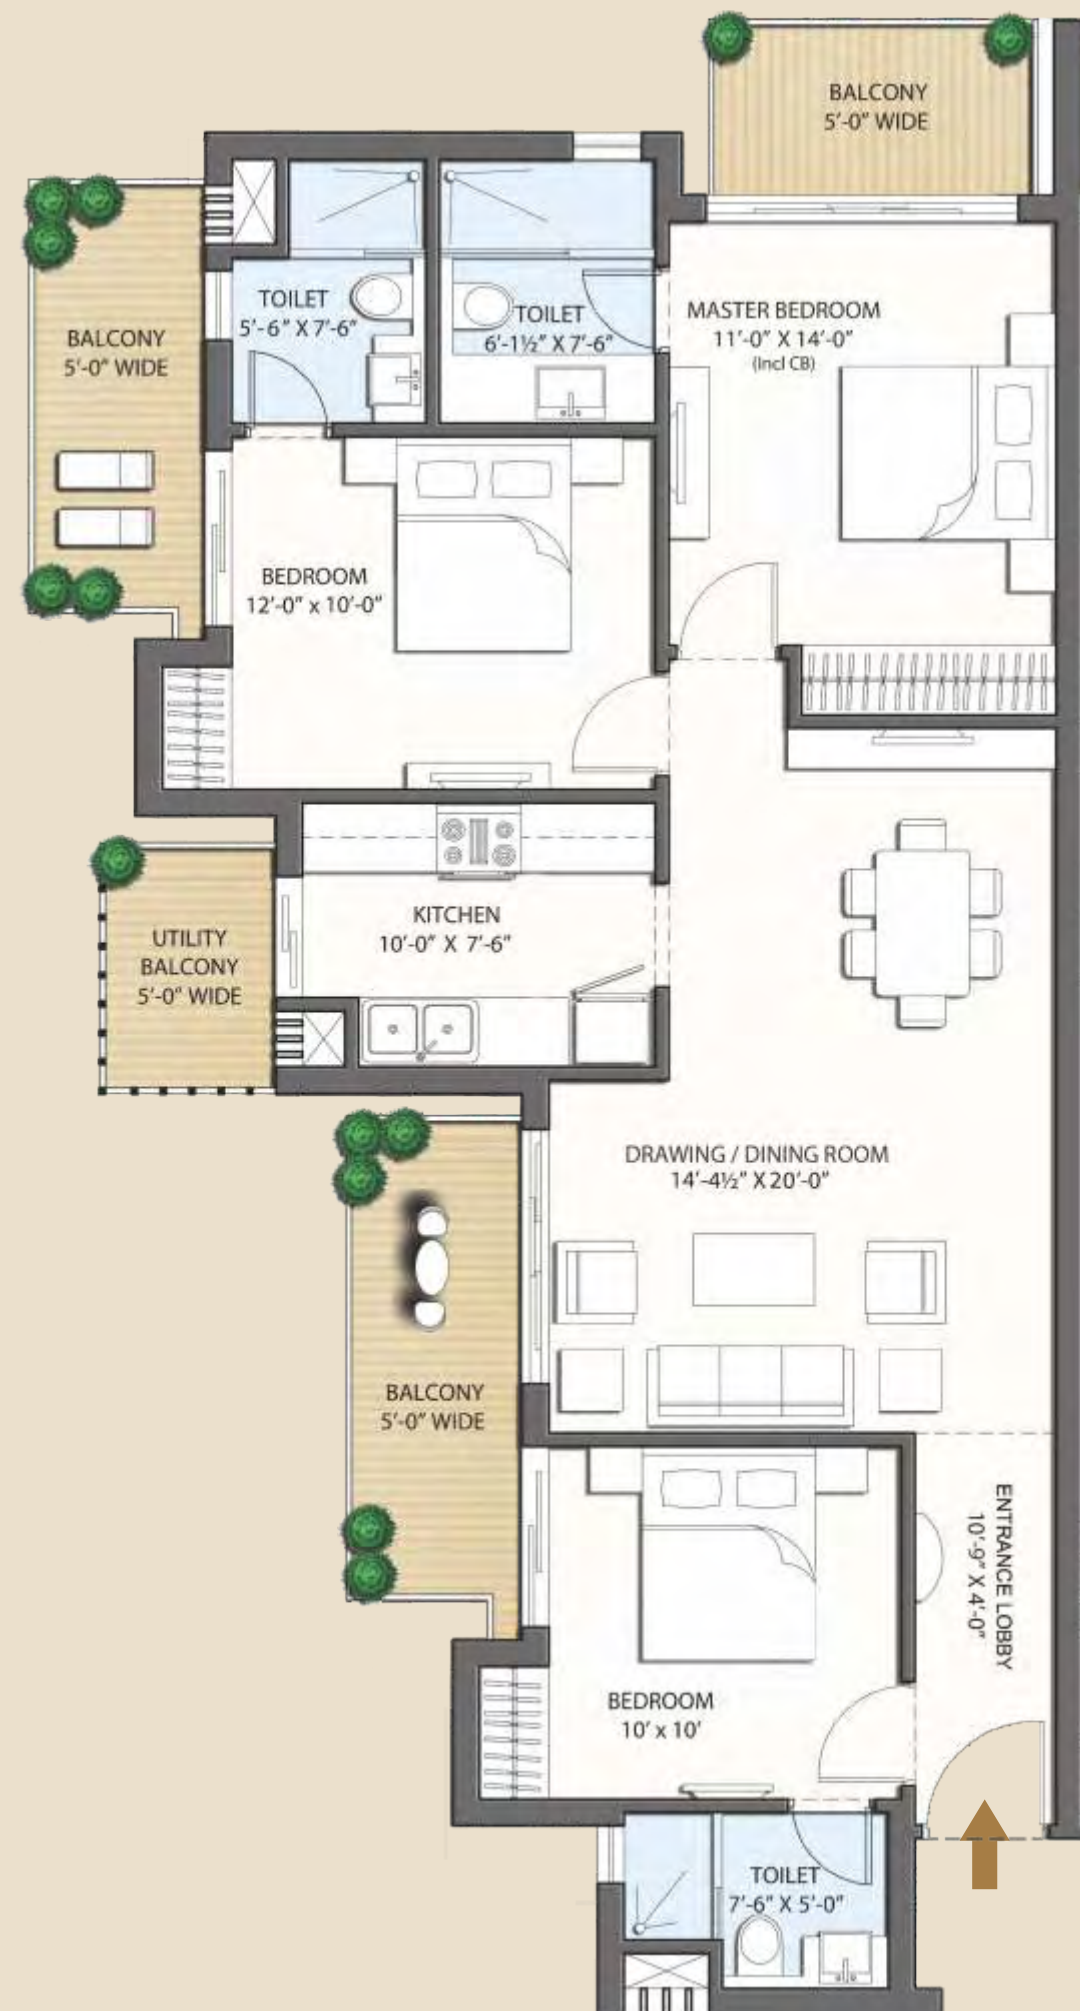 BALCONY
5'-0" WIDE
TOILET
5'-6" X 7'-6"
TOILET
6'-1½" X 7'-6"
MASTER BEDROOM
11'-0" X 14'-0"
(Incl CB)
BALCONY
5'-0" WIDE
BEDROOM
12'-0" x 10'-0"
KITCHEN
10'-0" X 7'-6"
UTILITY
BALCONY
5'-0" WIDE
DRAWING / DINING ROOM
14'-4½" X 20'-0"
BALCONY
5'-0" WIDE
ENTRANCE LOBBY
10'-9" X 4'-0"
BEDROOM
10' x 10'
TOILET
7'-6" X 5'-0"